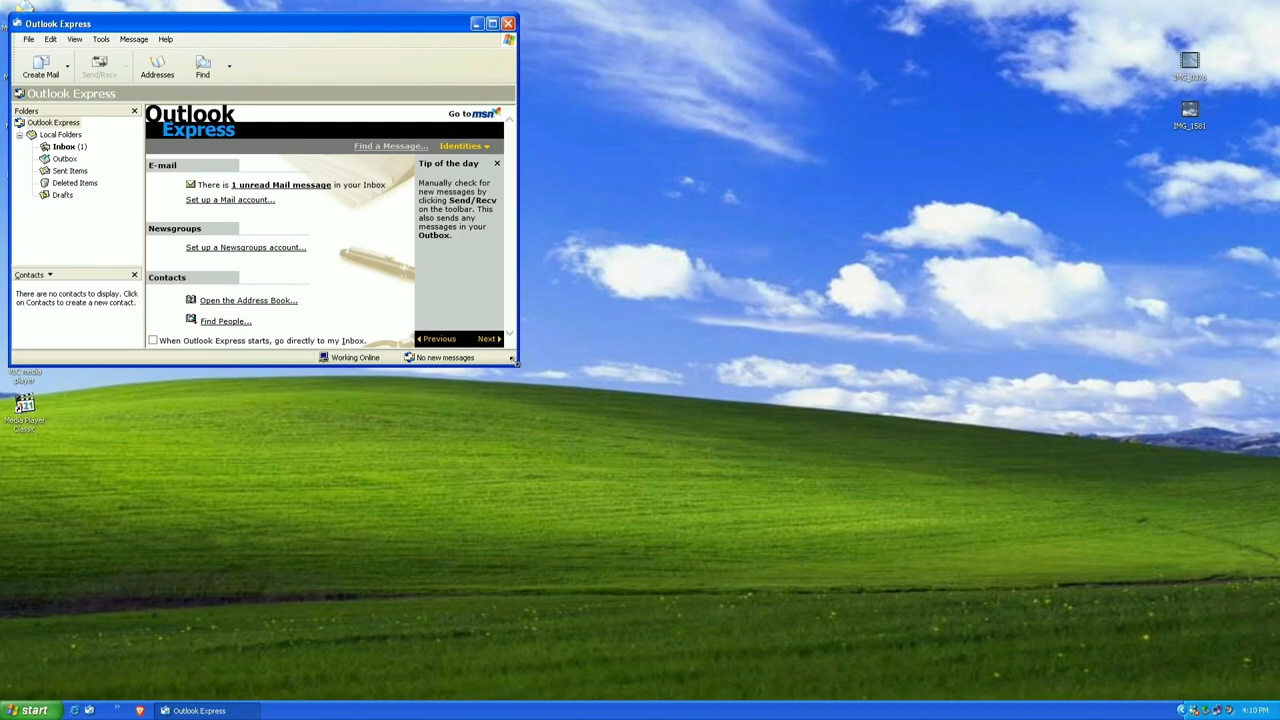 Outlook Express
File Edit View Tools Message Help
Create Mail Send/Recv Addresses Find
Outlook Express
Folders
Outlook Express
Local Folders
Inbox (1)
Outbox
Sent Items
Deleted Items
Drafts
Contacts
There are no contacts to display. Click
on Contacts to create a new contact.
Outlook
Express
Go to msn
Find a Message... Identities
E-mail
There is 1 unread Mail message in your Inbox
Set up a Mail account...
Newsgroups
Set up a Newsgroups account...
Contacts
Open the Address Book...
Find People...
When Outlook Express starts, go directly to my Inbox.
Tip of the day
Manually check for
new messages by
clicking Send/Recv
on the toolbar. This
also sends any
messages in your
Outbox.
Previous Next
Working Online No new messages
VLC media
player
321
Media Player
Classic
IMG_0376
IMG_1581
start
Outlook Express
4:10 PM